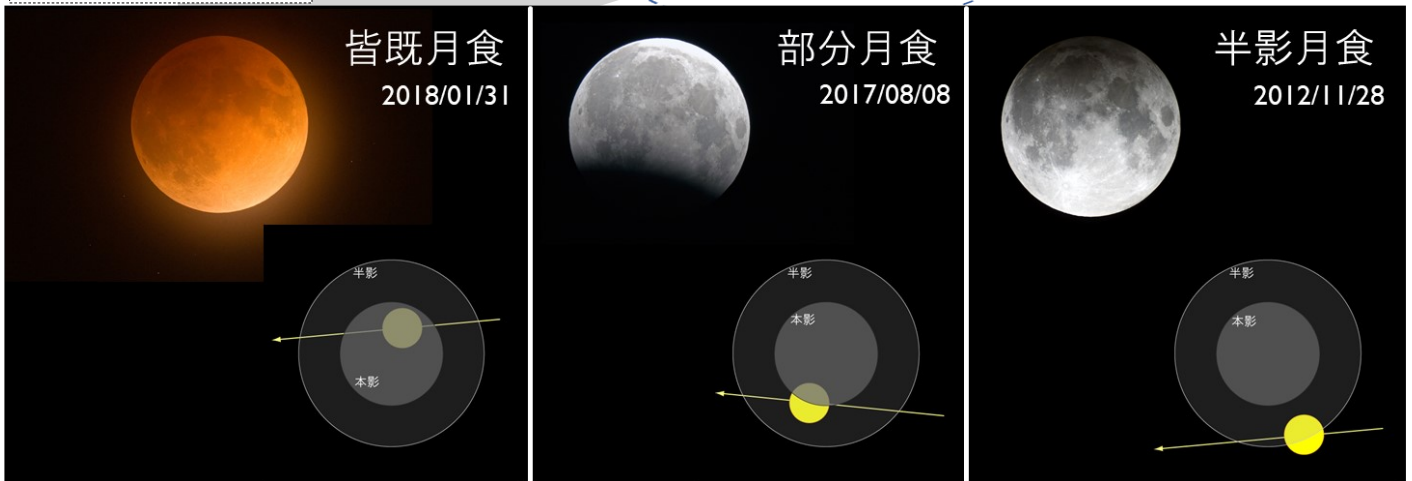 皆既月食
2018/01/31
半影
本影
部分月食
2017/08/08
半影
本影
半影月食
2012/11/28
半影
本影